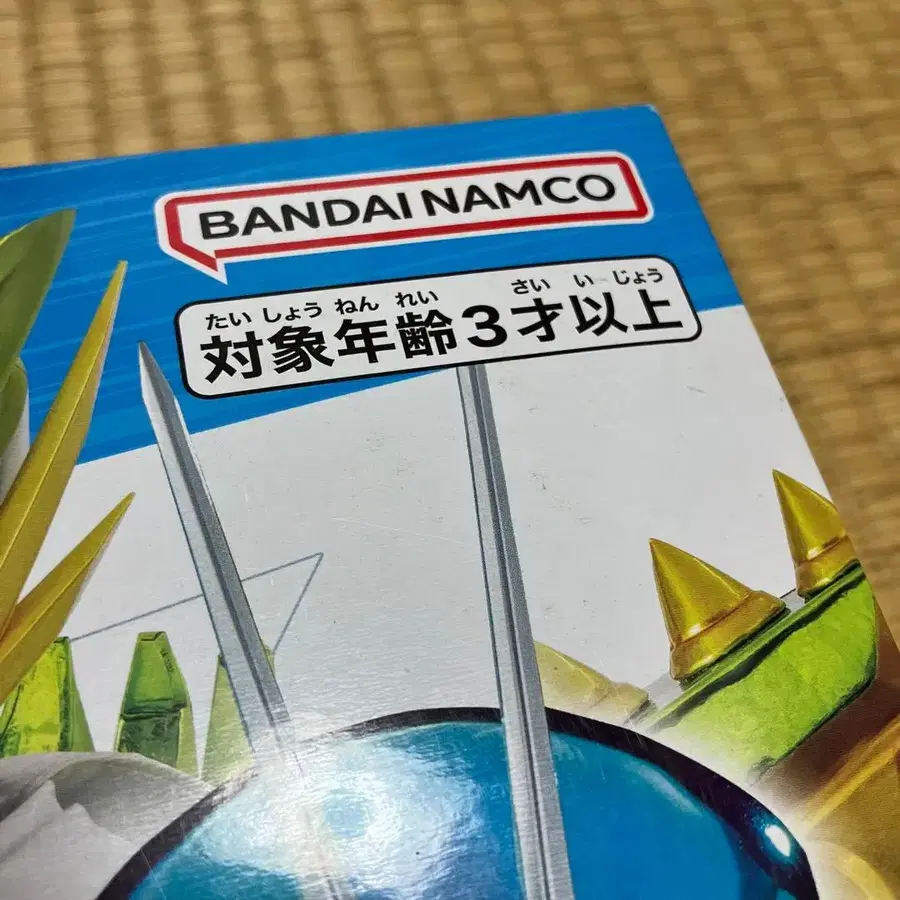 BANDAI NAMCO
たい しょう ねん れい さい い じょう
対象年齢3才以上